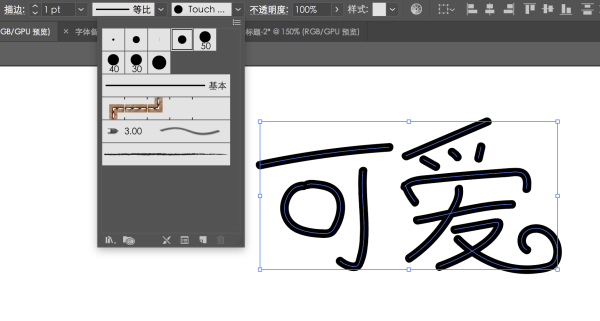 描边: 1 pt 等比 Touch ... 不透明度: 100% 样式:
GB/GPU 预览) × 字体备 标题-2* @ 150% (RGB/GPU 预览)
50
40 30
基本
3.00
可爱